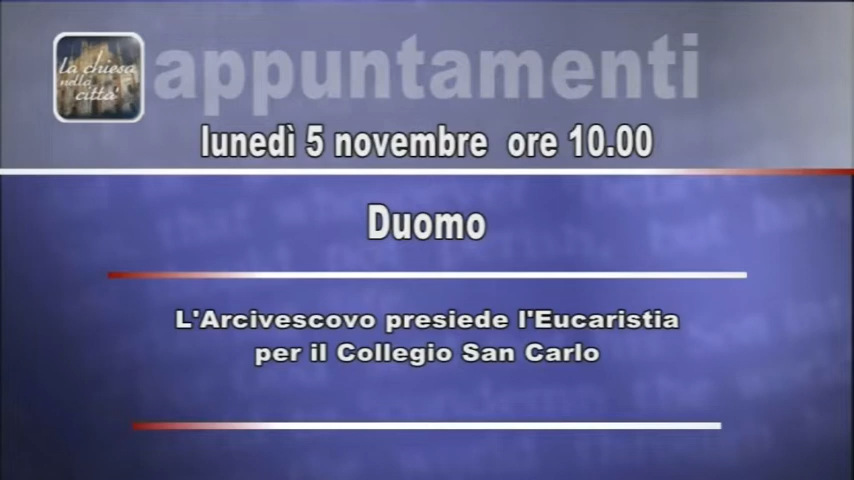 la chiesa
nella
città
appuntamenti
lunedì 5 novembre ore 10.00
Duomo
L'Arcivescovo presiede l'Eucaristia
per il Collegio San Carlo